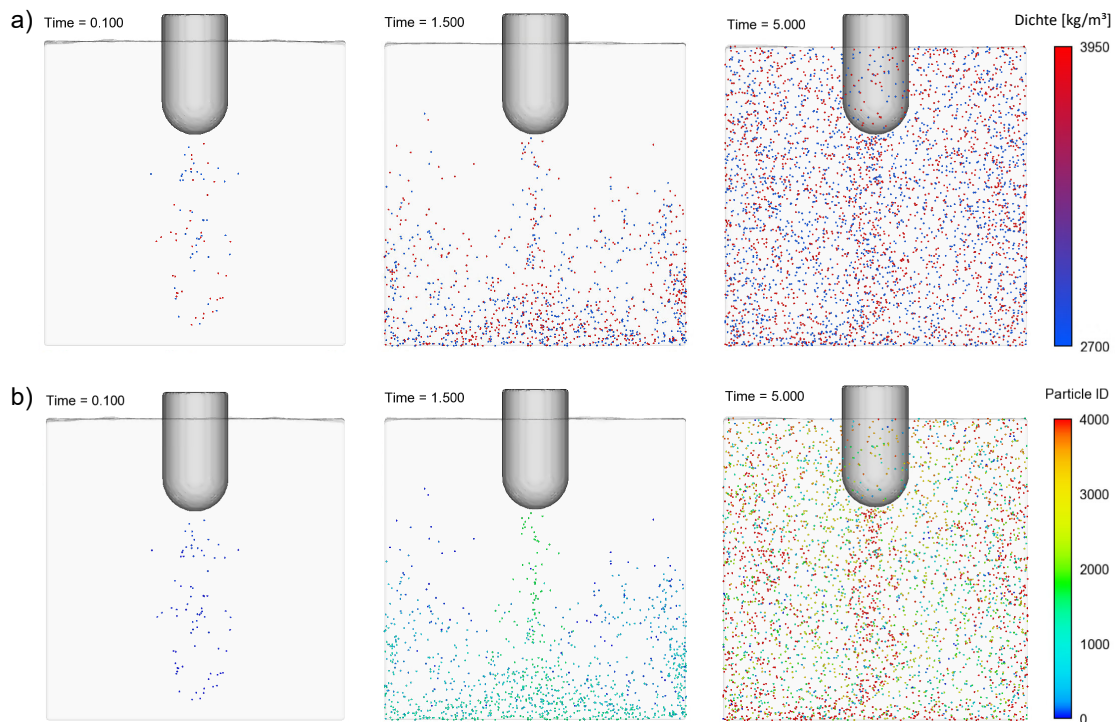 a)
Time = 0.100
Time = 1.500
Time = 5.000
Dichte [kg/m³]
3950
2700
b)
Time = 0.100
Time = 1.500
Time = 5.000
Particle ID
4000
3000
2000
1000
0